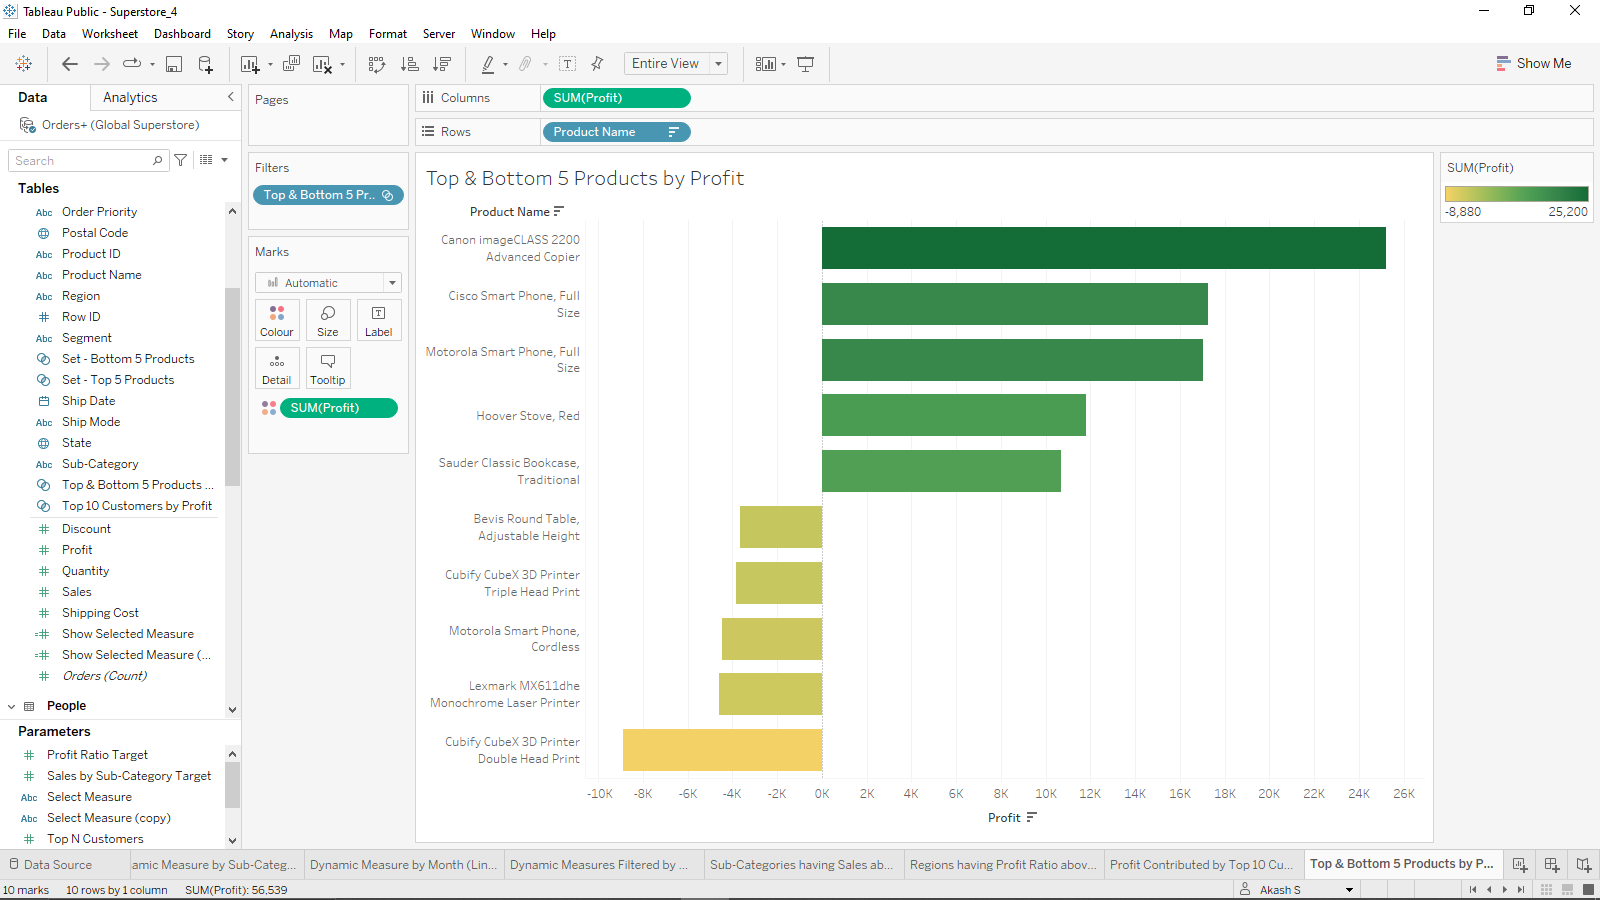 Tableau Public - Superstore_4
File Data Worksheet Dashboard Story Analysis Map Format Server Window Help
Entire View
Show Me
Data Analytics
Orders+ (Global Superstore)
Search
Tables
Abc Order Priority
Postal Code
Abc Product ID
Abc Product Name
Abc Region
# Row ID
Abc Segment
Set - Bottom 5 Products
Set - Top 5 Products
Ship Date
Abc Ship Mode
State
Abc Sub-Category
Top & Bottom 5 Products ...
Top 10 Customers by Profit
# Discount
# Profit
# Quantity
# Sales
# Shipping Cost
=# Show Selected Measure
=# Show Selected Measure (...
# Orders (Count)
People
Parameters
# Profit Ratio Target
# Sales by Sub-Category Target
Abc Select Measure
Abc Select Measure (copy)
# Top N Customers
Pages
Filters
Top & Bottom 5 Pr..
Marks
Automatic
Colour Size Label
Detail Tooltip
SUM(Profit)
Columns SUM(Profit)
Rows Product Name
Top & Bottom 5 Products by Profit
Product Name
Canon imageCLASS 2200
Advanced Copier
Cisco Smart Phone, Full
Size
Motorola Smart Phone, Full
Size
Hoover Stove, Red
Sauder Classic Bookcase,
Traditional
Bevis Round Table,
Adjustable Height
Cubify CubeX 3D Printer
Triple Head Print
Motorola Smart Phone,
Cordless
Lexmark MX611dhe
Monochrome Laser Printer
Cubify CubeX 3D Printer
Double Head Print
-10K -8K -6K -4K -2K 0K 2K 4K 6K 8K 10K 12K 14K 16K 18K 20K 22K 24K 26K
Profit
SUM(Profit)
-8,880 25,200
Data Source
amic Measure by Sub-Categ...
Dynamic Measure by Month (Lin...
Dynamic Measures Filtered by ...
Sub-Categories having Sales ab...
Regions having Profit Ratio abov...
Profit Contributed by Top 10 Cu...
Top & Bottom 5 Products by P...
10 marks 10 rows by 1 column SUM(Profit): 56,539
Akash S